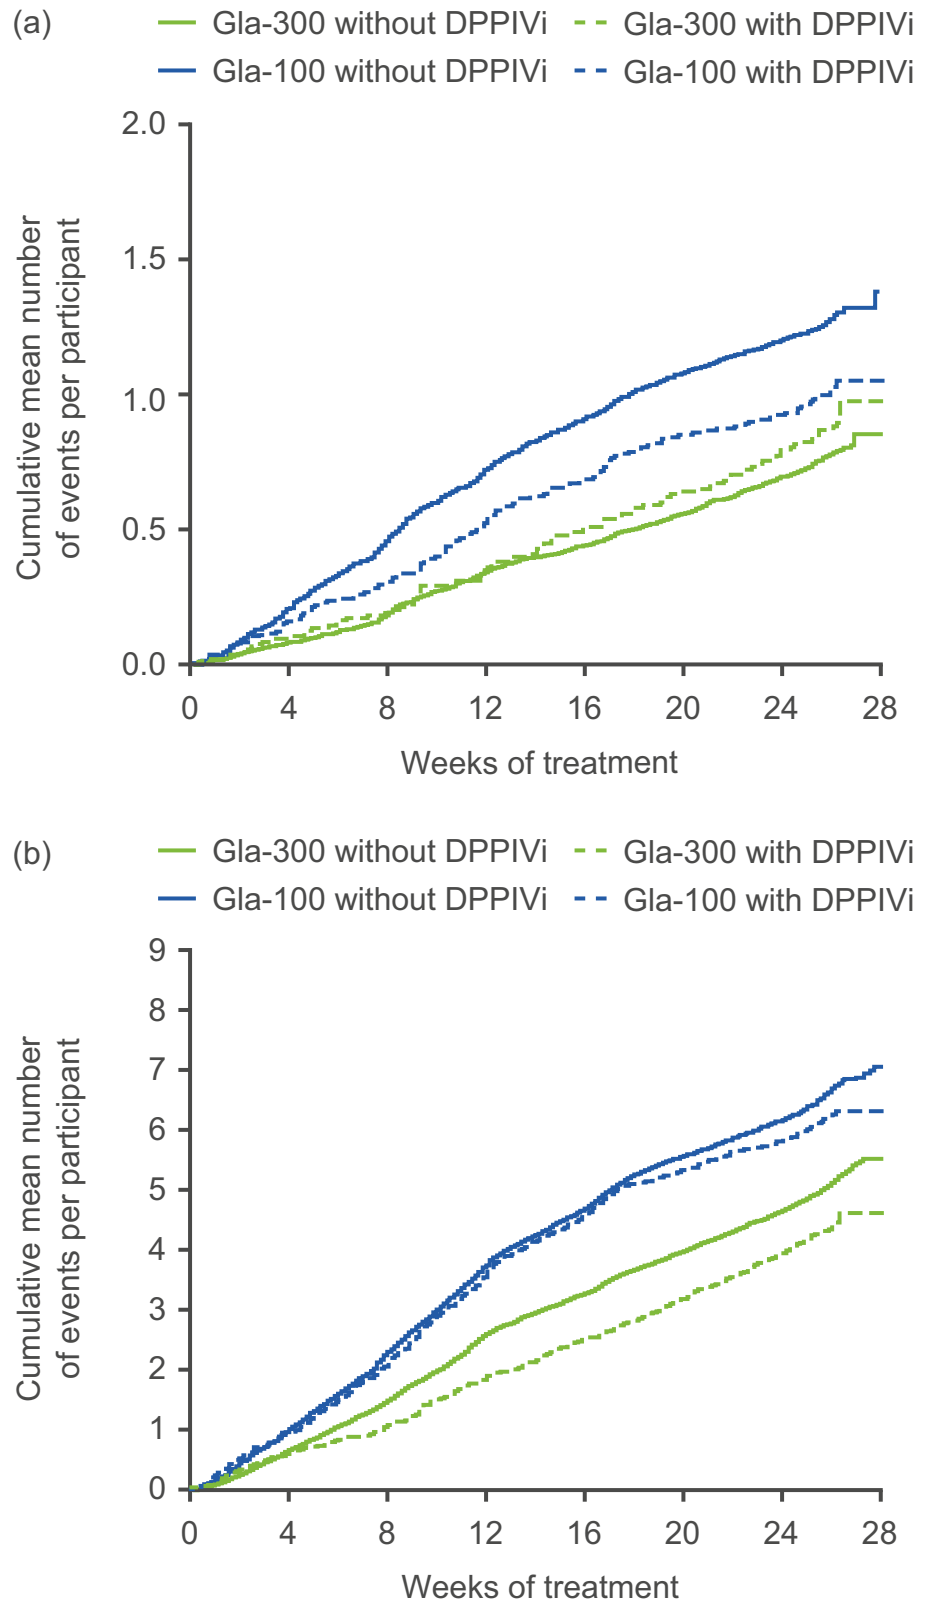 (a)
Gla-300 without DPPIVi Gla-300 with DPPIVi
Gla-100 without DPPIVi Gla-100 with DPPIVi
Cumulative mean number
of events per participant
2.0
1.5
1.0
0.5
0.0
0 4 8 12 16 20 24 28
Weeks of treatment
(b)
Gla-300 without DPPIVi Gla-300 with DPPIVi
Gla-100 without DPPIVi Gla-100 with DPPIVi
Cumulative mean number
of events per participant
9
8
7
6
5
4
3
2
1
0
0 4 8 12 16 20 24 28
Weeks of treatment